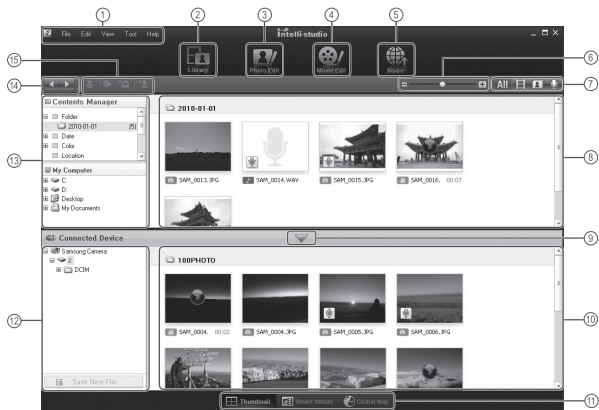 1
2
3
4
5
intelli-studio
File Edit View Tool Help
Library
Photo Edit
Movie Edit
Share
15
6
14
All
7
Contents Manager
Folder
2010-01-01 (5)
Date
Color
Location
13
My Computer
C:
D:
Desktop
My Documents
2010-01-01
SAM_0013.JPG
SAM_0014.WAV
SAM_0015.JPG
SAM_0016. 00:07
8
Connected Device
9
Samsung Camera
DCIM
12
Save New File
100PHOTO
SAM_0004. 00:02
SAM_0004.JPG
SAM_0005.JPG
SAM_0006.JPG
10
Thumbnail
Smart Album
Global Map
11